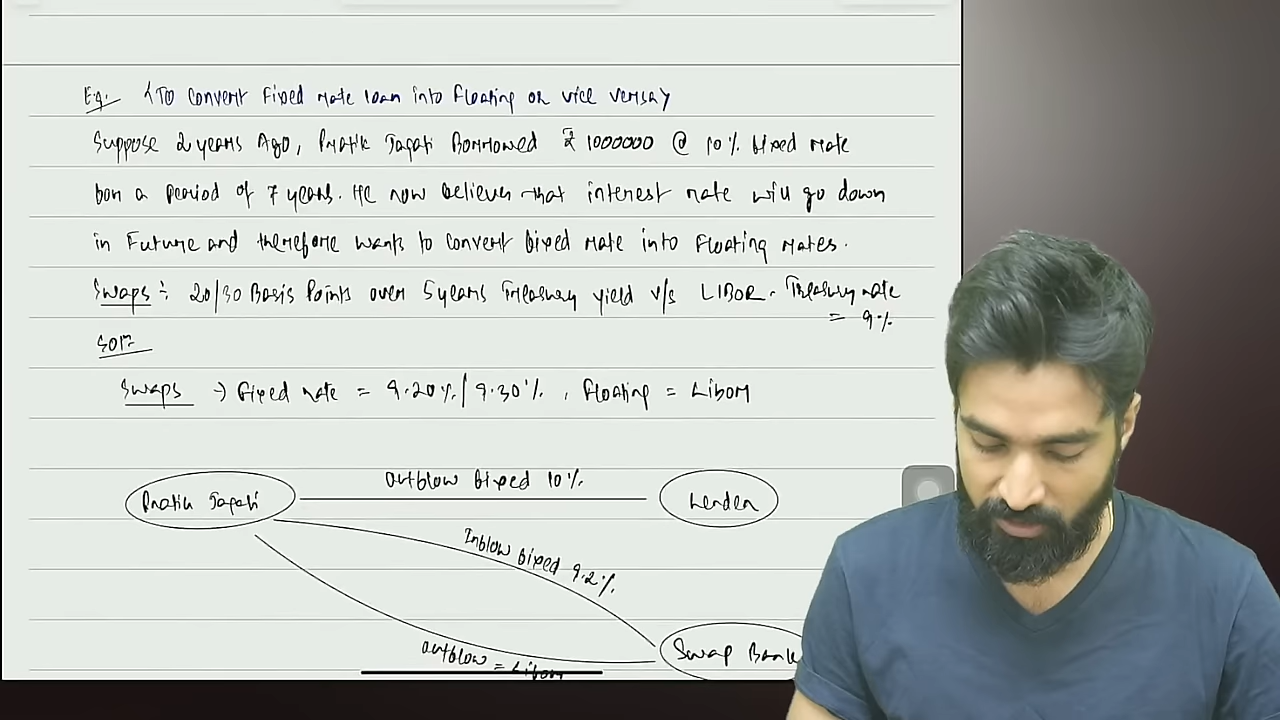 Eg. <To convert Fixed rate loan into Floating or vice versa>
Suppose 2 years Ago, Pratik Jagati Borrowed ₹ 1000000 @ 10% fixed rate
for a period of 7 years. He now believes that interest rate will go down
in Future and therefore wants to convert fixed rate into Floating rates.
Swaps :- 20/30 Basis Points over 5 years Treasury yield v/s LIBOR. Treasury rate
= 9%
Soln
Swaps → Fixed rate = 9.20% / 9.30%, Floating = Libor
Outflow fixed 10%
Pratik Jagati
Lender
Inflow fixed 9.2%
Swap Bank
Outflow = Libor